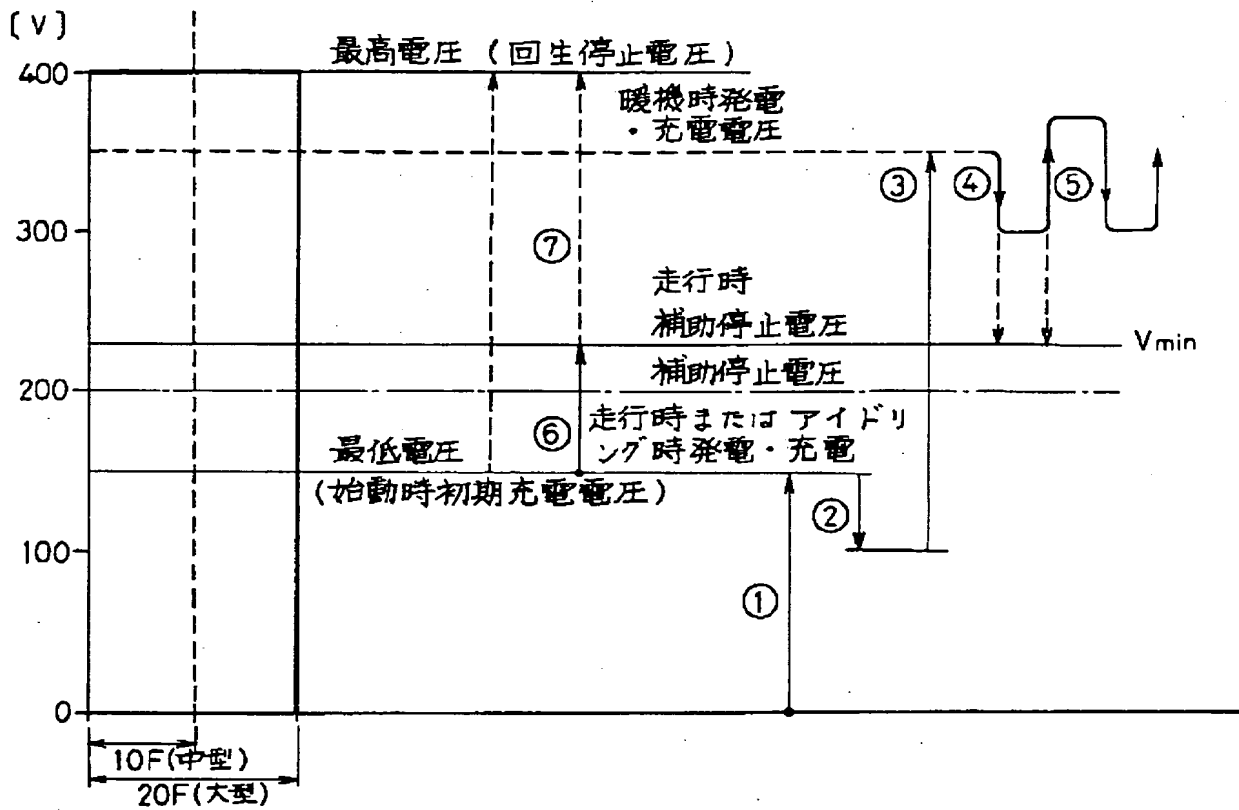 [V]
最高電圧 (回生停止電圧)
400
暖機時発電
・充電電圧
③
④
⑤
300
⑦
走行時
補助停止電圧
Vmin
補助停止電圧
200
⑥
走行時またはアイドリ
ング時発電・充電
最低電圧
(始動時初期充電電圧)
②
100
①
0
10F(中型)
20F(大型)